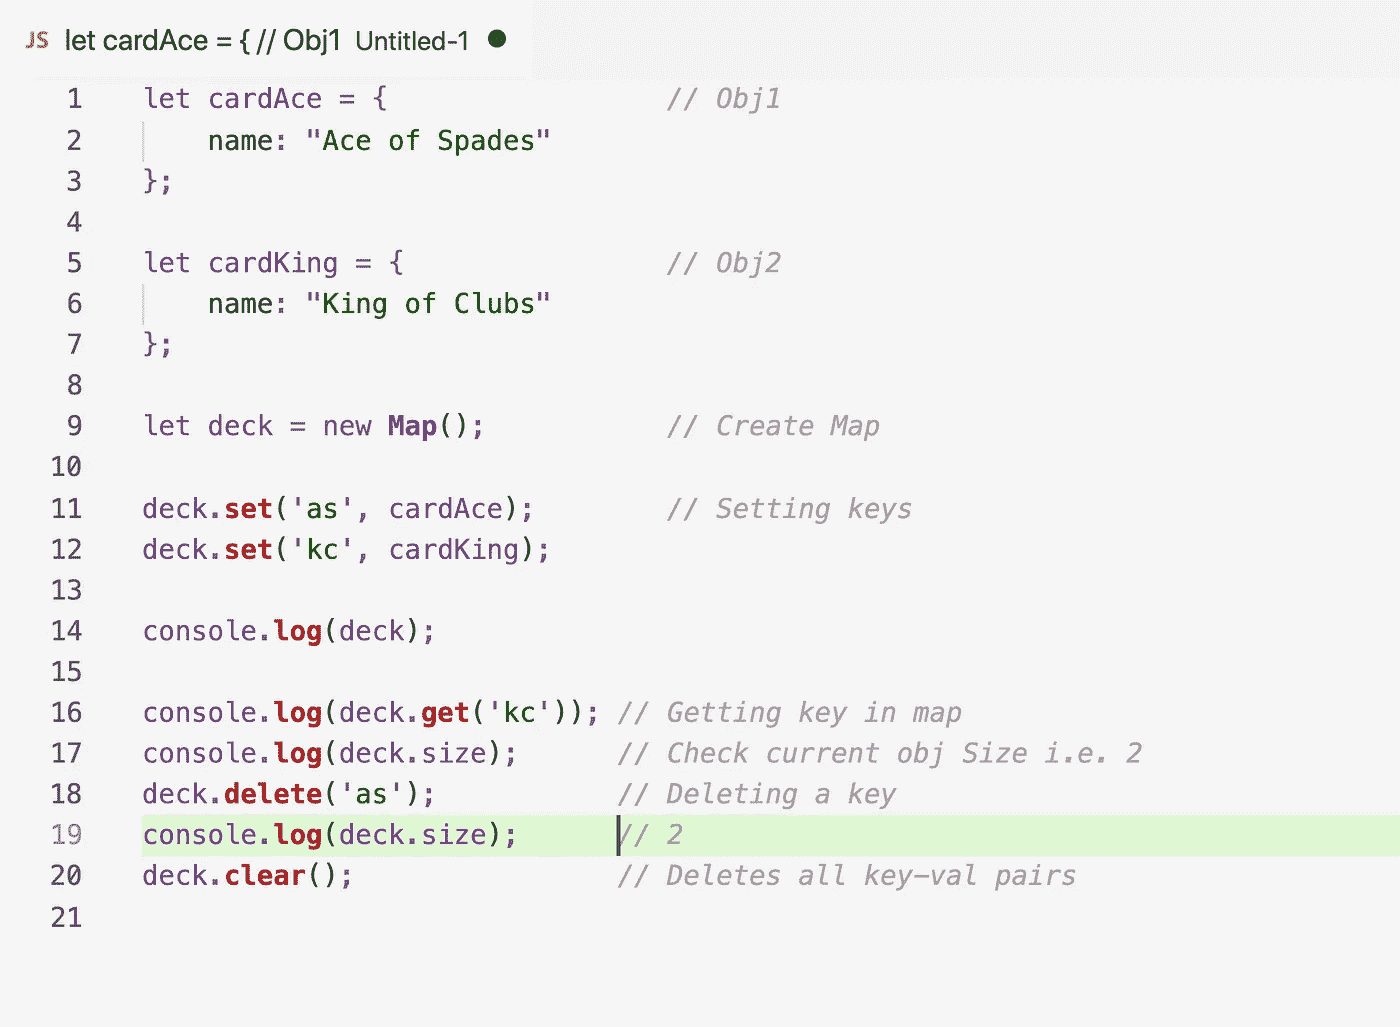 JS let cardAce = { // Obj1 Untitled-1
1 let cardAce = { // Obj1
2 name: "Ace of Spades"
3 };
4
5 let cardKing = { // Obj2
6 name: "King of Clubs"
7 };
8
9 let deck = new Map(); // Create Map
10
11 deck.set('as', cardAce); // Setting keys
12 deck.set('kc', cardKing);
13
14 console.log(deck);
15
16 console.log(deck.get('kc')); // Getting key in map
17 console.log(deck.size); // Check current obj Size i.e. 2
18 deck.delete('as'); // Deleting a key
19 console.log(deck.size); // 2
20 deck.clear(); // Deletes all key-val pairs
21